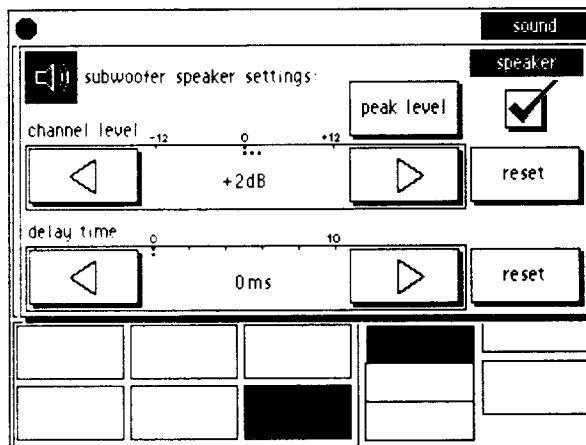 sound
speaker
subwoofer speaker settings:
peak level
channel level
-12 0 +12
+2dB
reset
delay time
0 10
0ms
reset